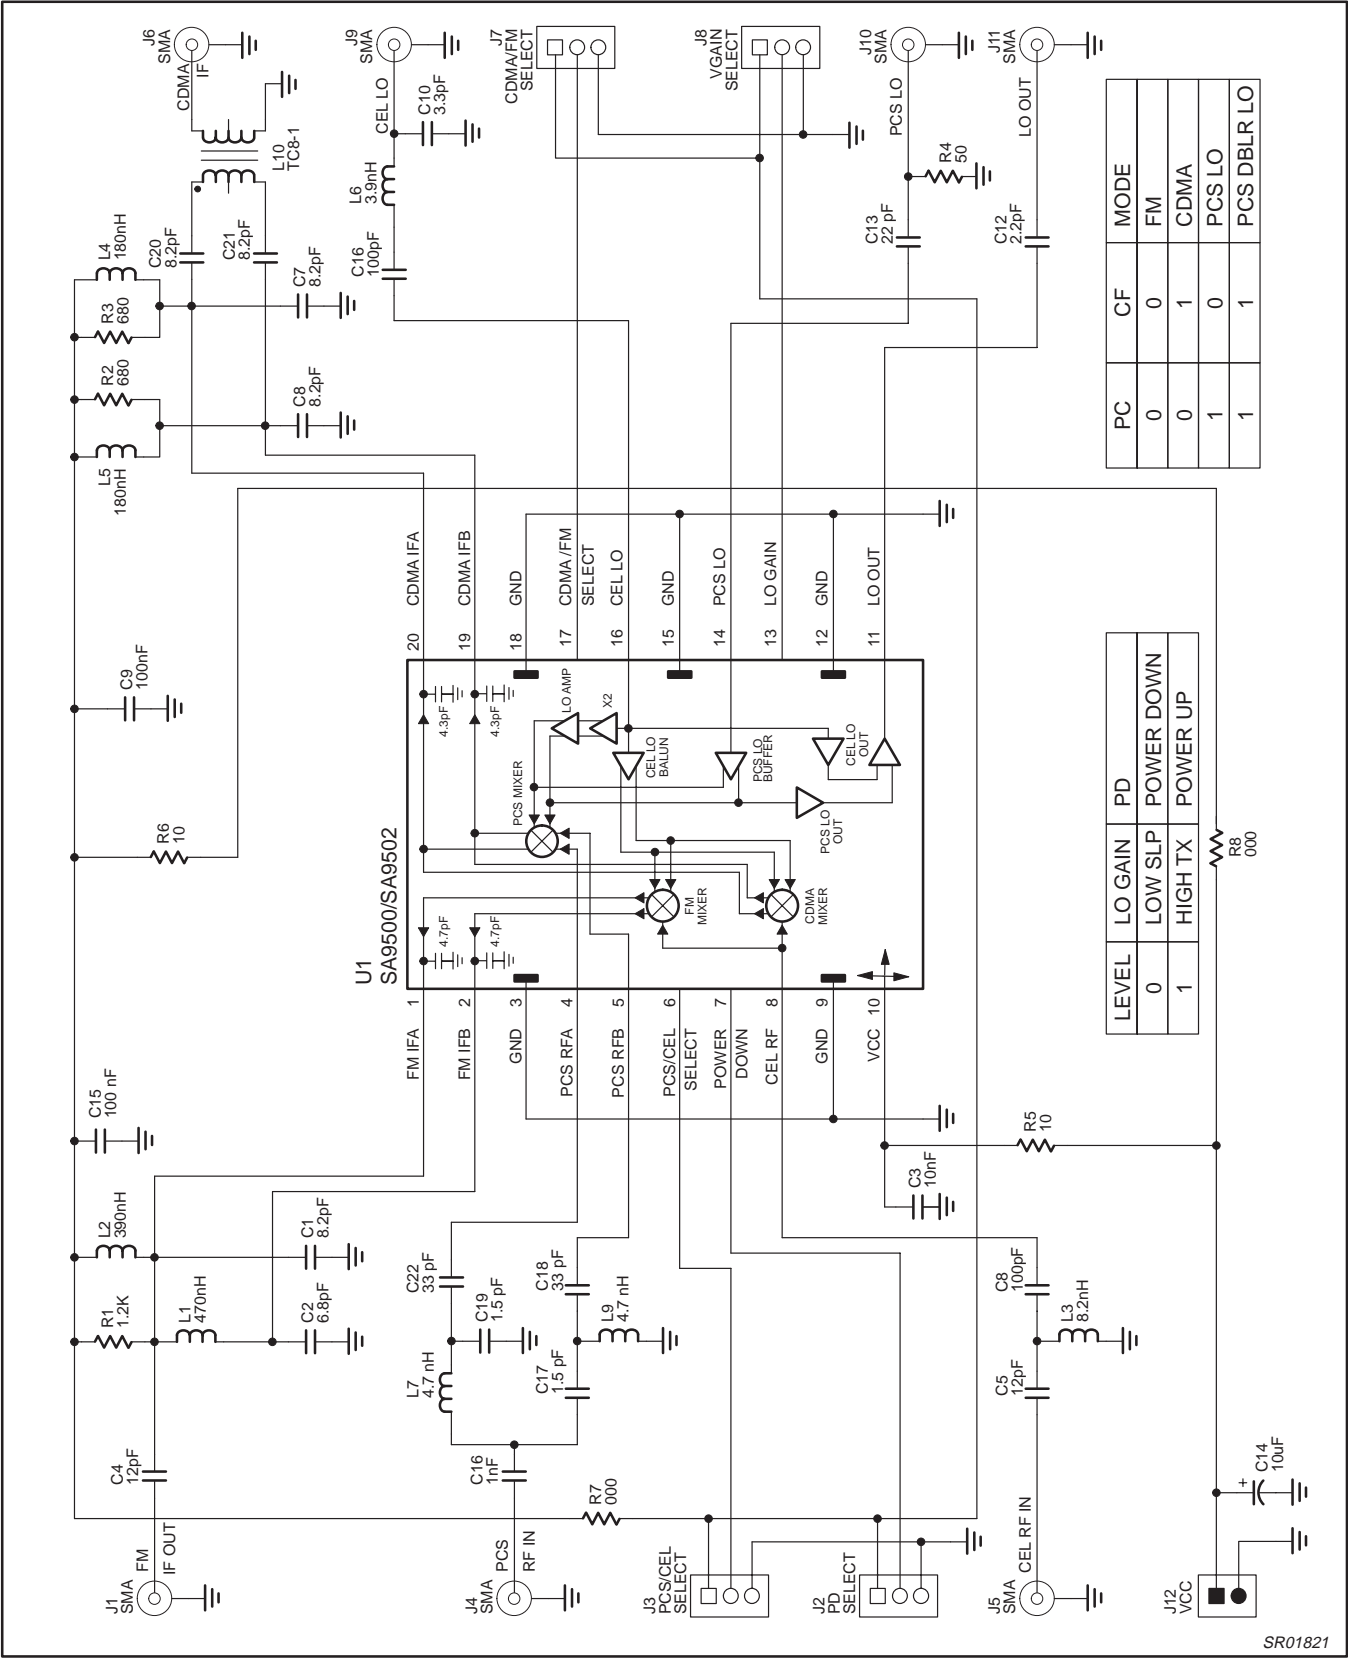 J1
SMA
FM
IF OUT
C4
12pF
R1
1.2K
L2
390nH
L1
470nH
C1
8.2pF
C2
6.8pF
C15
100 nF
J4
SMA
PCS
RF IN
C16
1nF
L7
4.7 nH
C22
33 pF
C19
1.5 pF
C17
1.5 pF
C18
33 pF
L9
4.7 nH
R7
000
J3
PCS/CEL
SELECT
J2
PD
SELECT
J5
SMA
CEL RF IN
C5
12pF
C8
100pF
L3
8.2nH
J12
VCC
C14
10uF
+
C3
10nF
R5
10
R8
000
R6
10
C9
100nF
U1
SA9500/SA9502
FM IFA 1
FM IFB 2
GND 3
PCS RFA 4
PCS RFB 5
PCS/CEL
SELECT 6
POWER
DOWN 7
CEL RF 8
GND 9
VCC 10
4.7pF
4.7pF
4.3pF
4.3pF
PCS MIXER
LO AMP
X2
CEL LO
BALUN
PCS LO
BUFFER
CEL LO
OUT
PCS LO
OUT
FM
MIXER
CDMA
MIXER
20 CDMA IFA
19 CDMA IFB
18 GND
17 CDMA /FM
SELECT
16 CEL LO
15 GND
14 PCS LO
13 LO GAIN
12 GND
11 LO OUT
L5
180nH
R2
680
R3
680
L4
180nH
C20
8.2pF
C21
8.2pF
C7
8.2pF
C8
8.2pF
L10
TC8-1
J6
SMA
CDMA
IF
J9
SMA
CEL LO
C10
3.3pF
L6
3.9nH
C16
100pF
J7
CDMA/FM
SELECT
J8
VGAIN
SELECT
J10
SMA
PCS LO
R4
50
C13
22 pF
J11
SMA
LO OUT
C12
2.2pF
LEVEL LO GAIN PD
0 LOW SLP POWER DOWN
1 HIGH TX POWER UP
PC CF MODE
0 0 FM
0 1 CDMA
1 0 PCS LO
1 1 PCS DBLR LO
SR01821